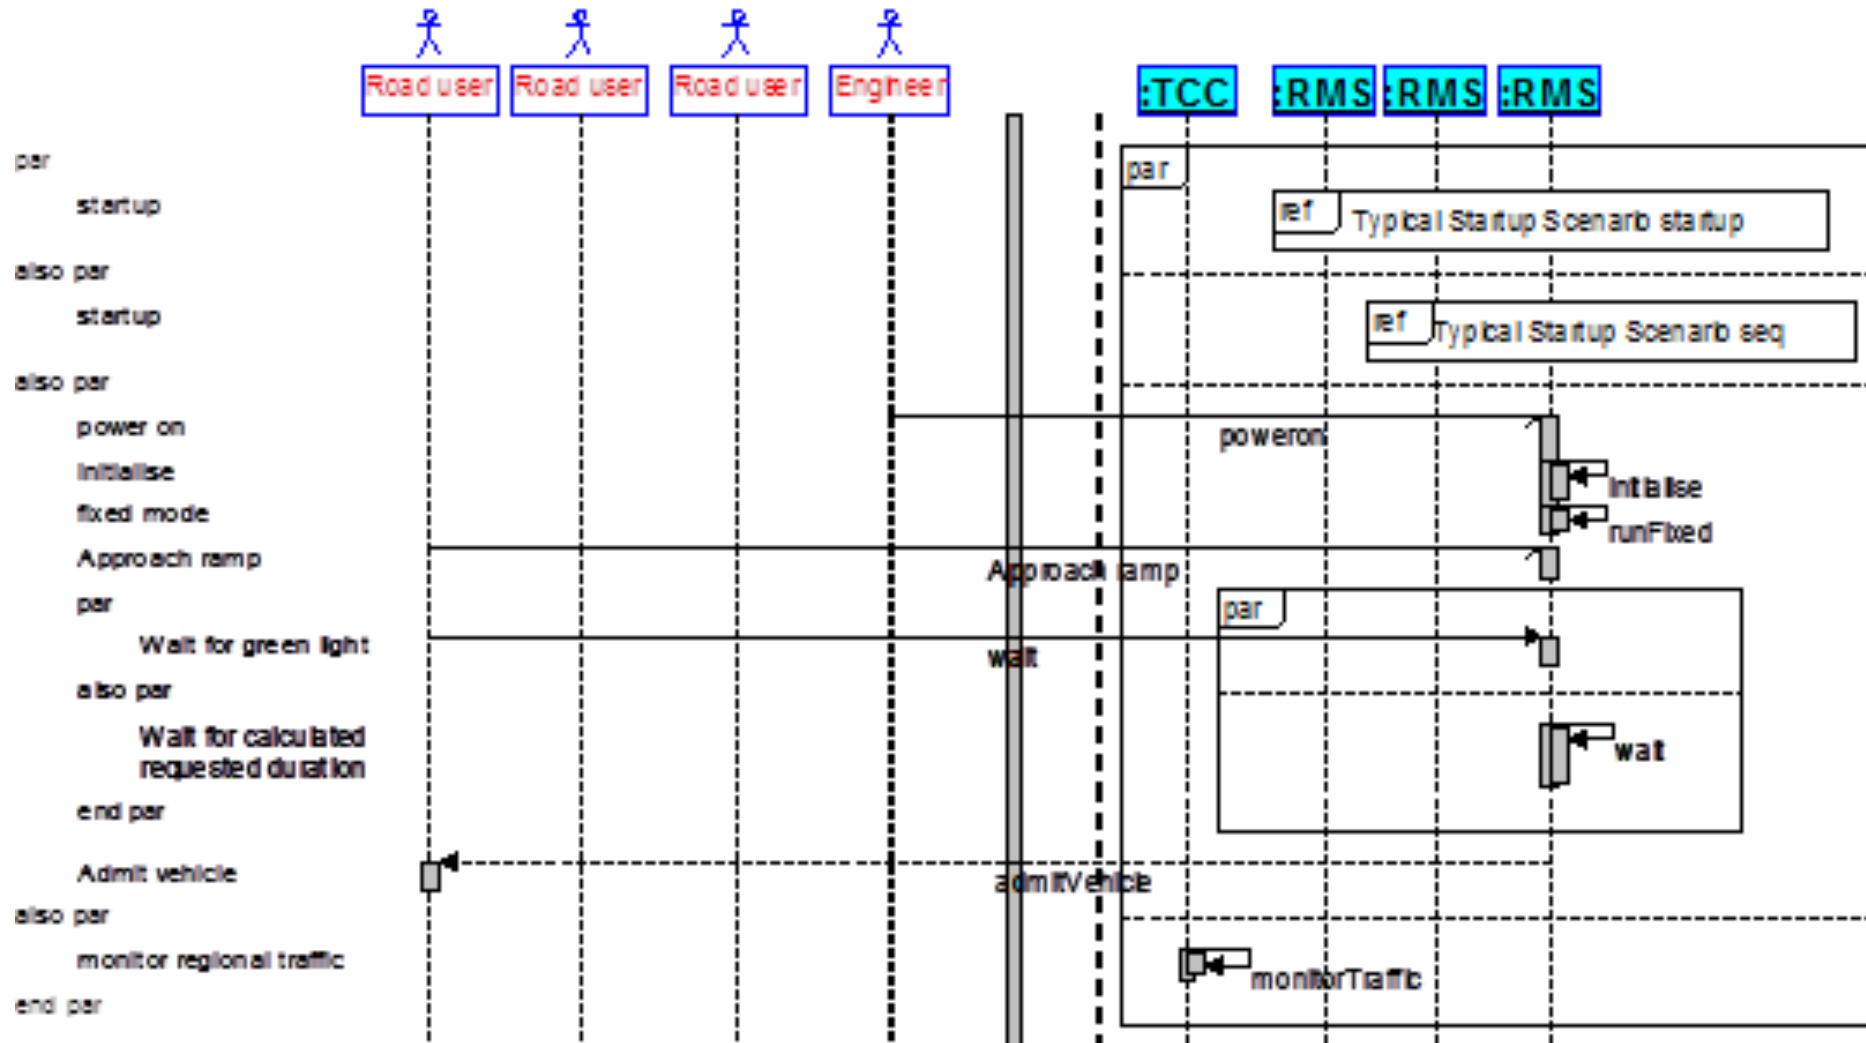 Road user Road user Road user Engineer :TCC :RMS :RMS :RMS
par
par
startup
ref Typical Startup Scenario startup
also par
startup
ref Typical Startup Scenario seq
also par
power on
poweron
Initialise
initialise
fixed mode
runFixed
Approach ramp
Approach ramp
par
par
Wait for green light
wait
also par
Wait for calculated
requested duration
wait
end par
Admit vehicle
admitVehicle
also par
monitor regional traffic
monitorTraffic
end par